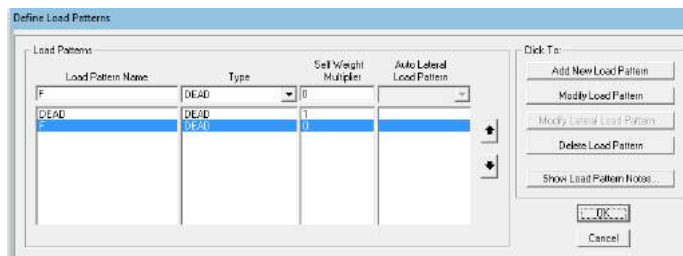 Define Load Patterns
Load Patterns
Click To:
Load Pattern Name
Type
Self Weight Multiplier
Auto Lateral Load Pattern
F
DEAD
0
DEAD
DEAD
1
F
DEAD
0
Add New Load Pattern
Modify Load Pattern
Modify Lateral Load Pattern...
Delete Load Pattern
Show Load Pattern Notes...
OK
Cancel